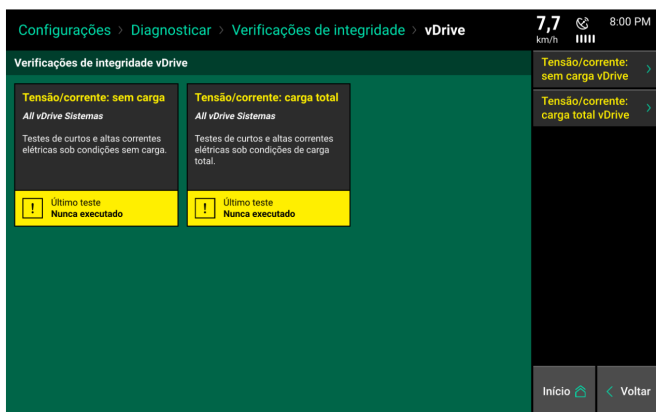 Configurações > Diagnosticar > Verificações de integridade > vDrive
7,7
km/h
8:00 PM
Verificações de integridade vDrive
Tensão/corrente: sem carga
All vDrive Sistemas
Testes de curtos e altas correntes
elétricas sob condições sem carga.
! Último teste
Nunca executado
Tensão/corrente: carga total
All vDrive Sistemas
Testes de curtos e altas correntes
elétricas sob condições de carga
total.
! Último teste
Nunca executado
Tensão/corrente:
sem carga vDrive
Tensão/corrente:
carga total vDrive
Início
Voltar